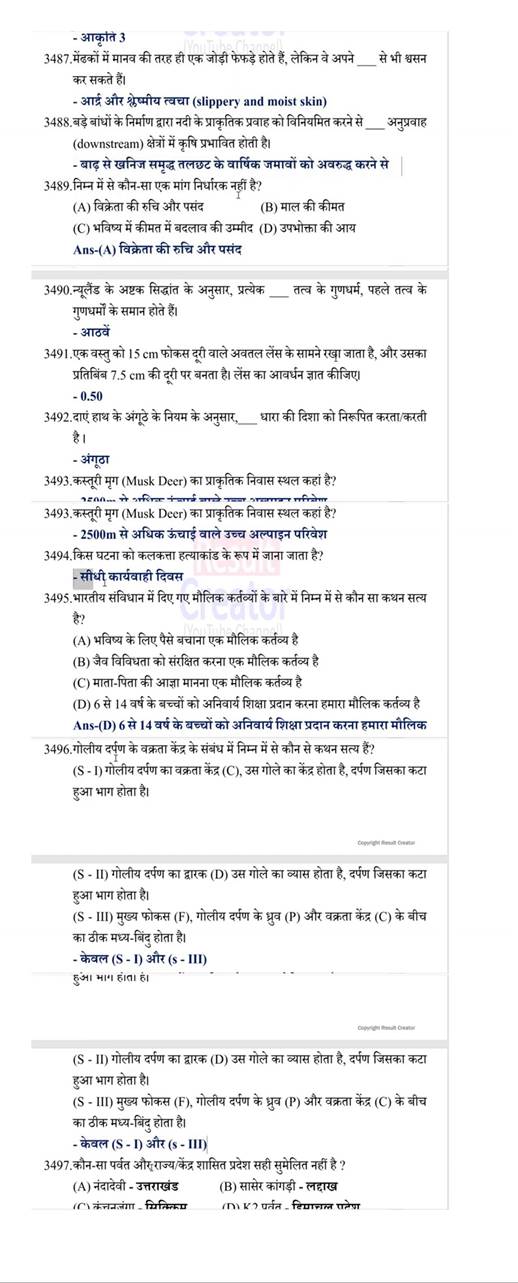 - आकृति 3
3487.मेंढकों में मानव की तरह ही एक जोड़ी फेफड़े होते हैं, लेकिन वे अपने ____ से भी श्वसन
कर सकते हैं।
- आर्द्र और श्लेष्मीय त्वचा (slippery and moist skin)
3488.बड़े बांधों के निर्माण द्वारा नदी के प्राकृतिक प्रवाह को विनियमित करने से ____ अनुप्रवाह
(downstream) क्षेत्रों में कृषि प्रभावित होती है।
- बाढ़ से खनिज समृद्ध तलछट के वार्षिक जमावों को अवरुद्ध करने से
3489.निम्न में से कौन-सा एक मांग निर्धारक नहीं है?
(A) विक्रेता की रुचि और पसंद (B) माल की कीमत
(C) भविष्य में कीमत में बदलाव की उम्मीद (D) उपभोक्ता की आय
Ans-(A) विक्रेता की रुचि और पसंद
3490.न्यूलैंड के अष्टक सिद्धांत के अनुसार, प्रत्येक ____ तत्व के गुणधर्म, पहले तत्व के
गुणधर्मों के समान होते हैं।
- आठवें
3491.एक वस्तु को 15 cm फोकस दूरी वाले अवतल लेंस के सामने रखा जाता है, और उसका
प्रतिबिंब 7.5 cm की दूरी पर बनता है। लेंस का आवर्धन ज्ञात कीजिए।
- 0.50
3492.दाएं हाथ के अंगूठे के नियम के अनुसार,____ धारा की दिशा को निरूपित करता/करती
है।
- अंगूठा
3493.कस्तूरी मृग (Musk Deer) का प्राकृतिक निवास स्थल कहां है?
- 2500m से अधिक ऊंचाई वाले उच्च अल्पाइन परिवेश
3493.कस्तूरी मृग (Musk Deer) का प्राकृतिक निवास स्थल कहां है?
- 2500m से अधिक ऊंचाई वाले उच्च अल्पाइन परिवेश
3494.किस घटना को कलकत्ता हत्याकांड के रूप में जाना जाता है?
- सीधी कार्यवाही दिवस
3495.भारतीय संविधान में दिए गए मौलिक कर्तव्यों के बारे में निम्न में से कौन सा कथन सत्य
है?
(A) भविष्य के लिए पैसे बचाना एक मौलिक कर्तव्य है
(B) जैव विविधता को संरक्षित करना एक मौलिक कर्तव्य है
(C) माता-पिता की आज्ञा मानना एक मौलिक कर्तव्य है
(D) 6 से 14 वर्ष के बच्चों को अनिवार्य शिक्षा प्रदान करना हमारा मौलिक कर्तव्य है
Ans-(D) 6 से 14 वर्ष के बच्चों को अनिवार्य शिक्षा प्रदान करना हमारा मौलिक
3496.गोलीय दर्पण के वक्रता केंद्र के संबंध में निम्न में से कौन से कथन सत्य हैं?
(S - I) गोलीय दर्पण का वक्रता केंद्र (C), उस गोले का केंद्र होता है, दर्पण जिसका कटा
हुआ भाग होता है।
Copyright Result Creator
(S - II) गोलीय दर्पण का द्वारक (D) उस गोले का व्यास होता है, दर्पण जिसका कटा
हुआ भाग होता है।
(S - III) मुख्य फोकस (F), गोलीय दर्पण के ध्रुव (P) और वक्रता केंद्र (C) के बीच
का ठीक मध्य-बिंदु होता है।
- केवल (S - I) और (s - III)
हुआ भाग होता है।
Copyright Result Creator
(S - II) गोलीय दर्पण का द्वारक (D) उस गोले का व्यास होता है, दर्पण जिसका कटा
हुआ भाग होता है।
(S - III) मुख्य फोकस (F), गोलीय दर्पण के ध्रुव (P) और वक्रता केंद्र (C) के बीच
का ठीक मध्य-बिंदु होता है।
- केवल (S - I) और (s - III)
3497.कौन-सा पर्वत और राज्य/केंद्र शासित प्रदेश सही सुमेलित नहीं है ?
(A) नंदादेवी - उत्तराखंड (B) सासेर कांगड़ी - लद्दाख
(C) कंचनजंगा - सिक्किम (D) K2 पर्वत - हिमाचल प्रदेश